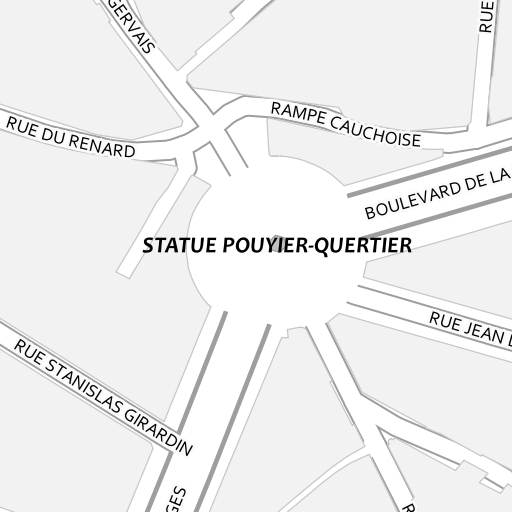 GERVAIS
RUE
RUE DU RENARD
RAMPE CAUCHOISE
BOULEVARD DE LA
STATUE POUYIER-QUERTIER
RUE JEAN
RUE STANISLAS GIRARDIN
GES